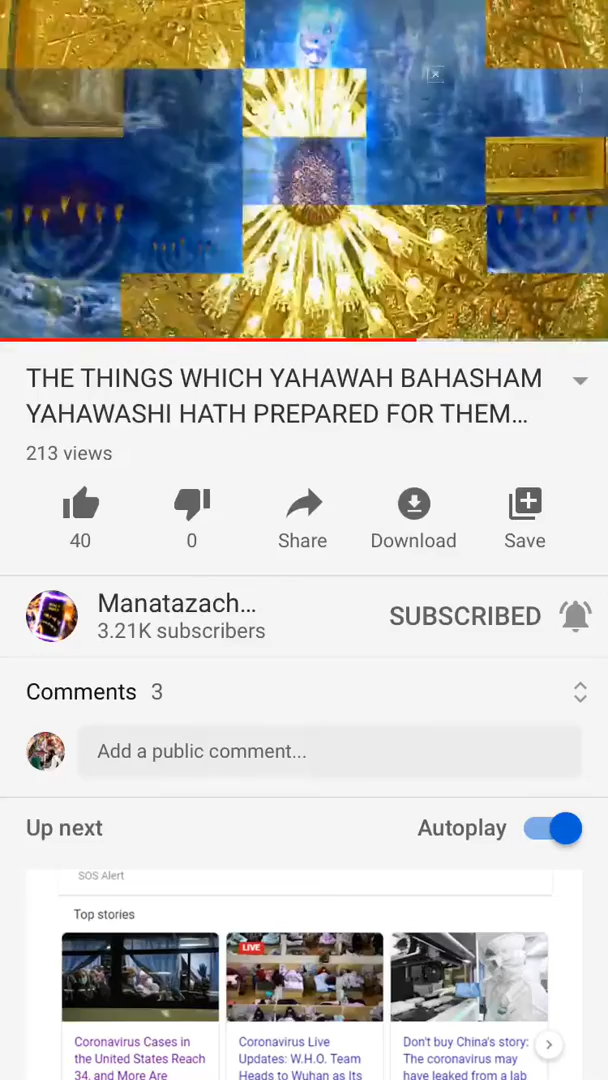 THE THINGS WHICH YAHAWAH BAHASHAM
YAHAWASHI HATH PREPARED FOR THEM...
213 views
40
0
Share
Download
Save
Manatazach...
SUBSCRIBED
3.21K subscribers
Comments 3
Add a public comment...
Up next
Autoplay
SOS Alert
Top stories
LIVE
Coronavirus Cases in
the United States Reach
34, and More Are
Coronavirus Live
Updates: W.H.O. Team
Heads to Wuhan as Its
Don't buy China's story:
The coronavirus may
have leaked from a lab